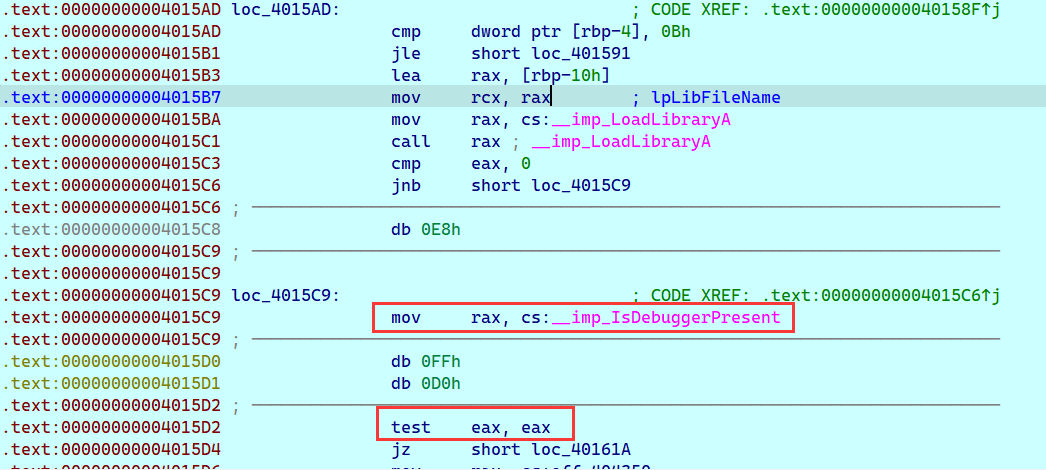 .text:00000000004015AD loc_4015AD: ; CODE XREF: .text:000000000040158F↑j
.text:00000000004015AD cmp dword ptr [rbp-4], 0Bh
.text:00000000004015B1 jle short loc_401591
.text:00000000004015B3 lea rax, [rbp-10h]
.text:00000000004015B7 mov rcx, rax ; lpLibFileName
.text:00000000004015BA mov rax, cs:__imp_LoadLibraryA
.text:00000000004015C1 call rax ; __imp_LoadLibraryA
.text:00000000004015C3 cmp eax, 0
.text:00000000004015C6 jnb short loc_4015C9
.text:00000000004015C6 ;
.text:00000000004015C8 db 0E8h
.text:00000000004015C9 ;
.text:00000000004015C9
.text:00000000004015C9 loc_4015C9: ; CODE XREF: .text:00000000004015C6↑j
.text:00000000004015C9 mov rax, cs:__imp_IsDebuggerPresent
.text:00000000004015C9 ;
.text:00000000004015D0 db 0FFh
.text:00000000004015D1 db 0D0h
.text:00000000004015D2 ;
.text:00000000004015D2 test eax, eax
.text:00000000004015D4 jz short loc_40161A